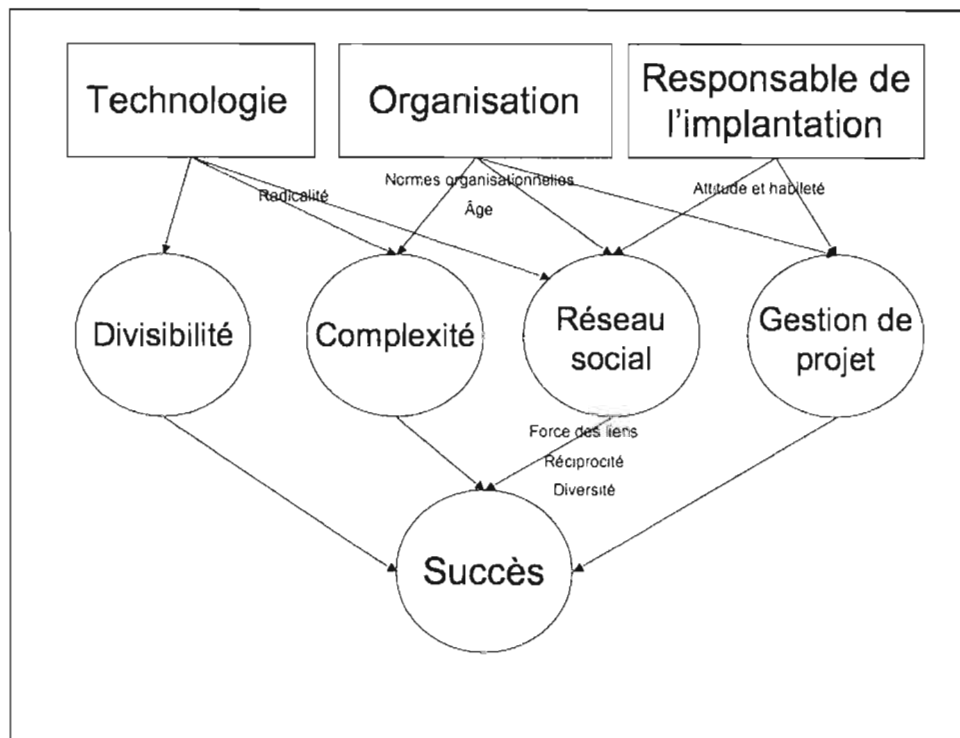 Technologie
Organisation
Responsable de
l'implantation
Radicalité
Normes organisationnelles
Âge
Attitude et habileté
Divisibilité
Complexité
Réseau
social
Gestion de
projet
Force des liens
Réciprocité
Diversité
Succès